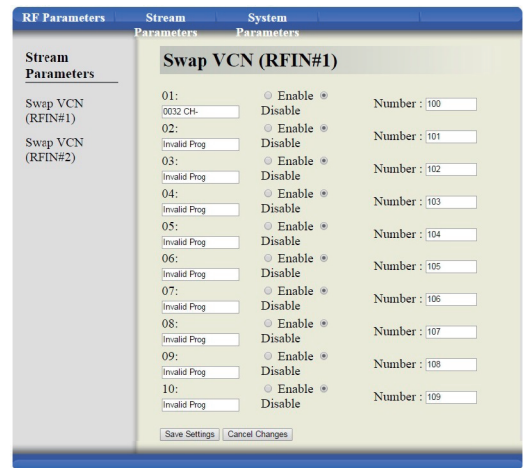 RF Parameters Stream Parameters System Parameters
Stream Parameters
Swap VCN (RFIN#1)
Swap VCN (RFIN#2)
Swap VCN (RFIN#1)
01: 0032 CH- Enable Disable Number : 100
02: Invalid Prog Enable Disable Number : 101
03: Invalid Prog Enable Disable Number : 102
04: Invalid Prog Enable Disable Number : 103
05: Invalid Prog Enable Disable Number : 104
06: Invalid Prog Enable Disable Number : 105
07: Invalid Prog Enable Disable Number : 106
08: Invalid Prog Enable Disable Number : 107
09: Invalid Prog Enable Disable Number : 108
10: Invalid Prog Enable Disable Number : 109
Save Settings Cancel Changes